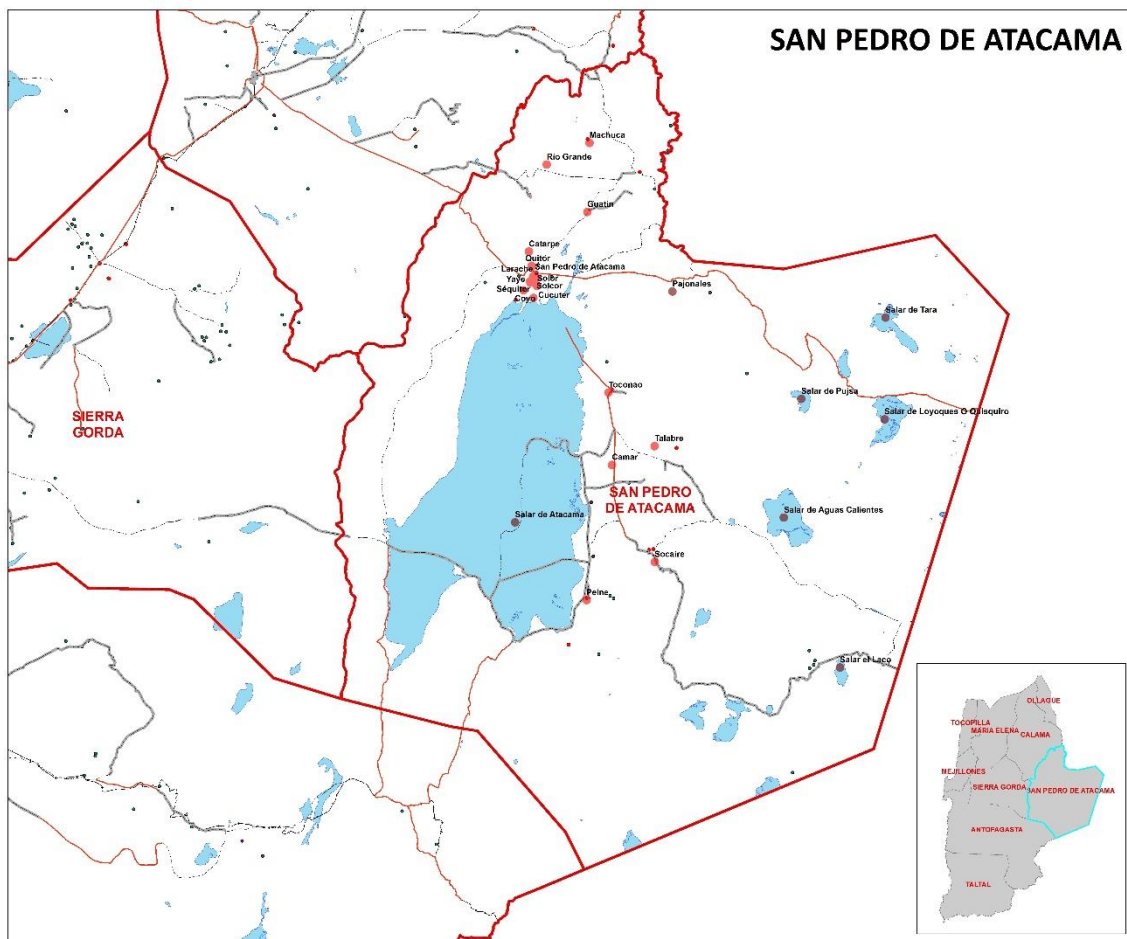 SAN PEDRO DE ATACAMA
Machuca
Río Grande
Guatin
Catarpe
Quitor
Larache
San Pedro de Atacama
Yaye
Solor
Solcor
Séquiter
Coyo
Cucuter
Pajonales
Salar de Tara
Toconao
Salar de Pujsa
Salar de Loyoques O Quisquiro
SIERRA
GORDA
Talabre
Camar
SAN PEDRO
DE ATACAMA
Salar de Atacama
Salar de Aguas Calientes
Socaire
Peine
Salar el Laco
OLLAGUE
TOCOPILLA
MARIA ELENA
CALAMA
MEJILLONES
SIERRA GORDA
SAN PEDRO DE ATACAMA
ANTOFAGASTA
TALTAL